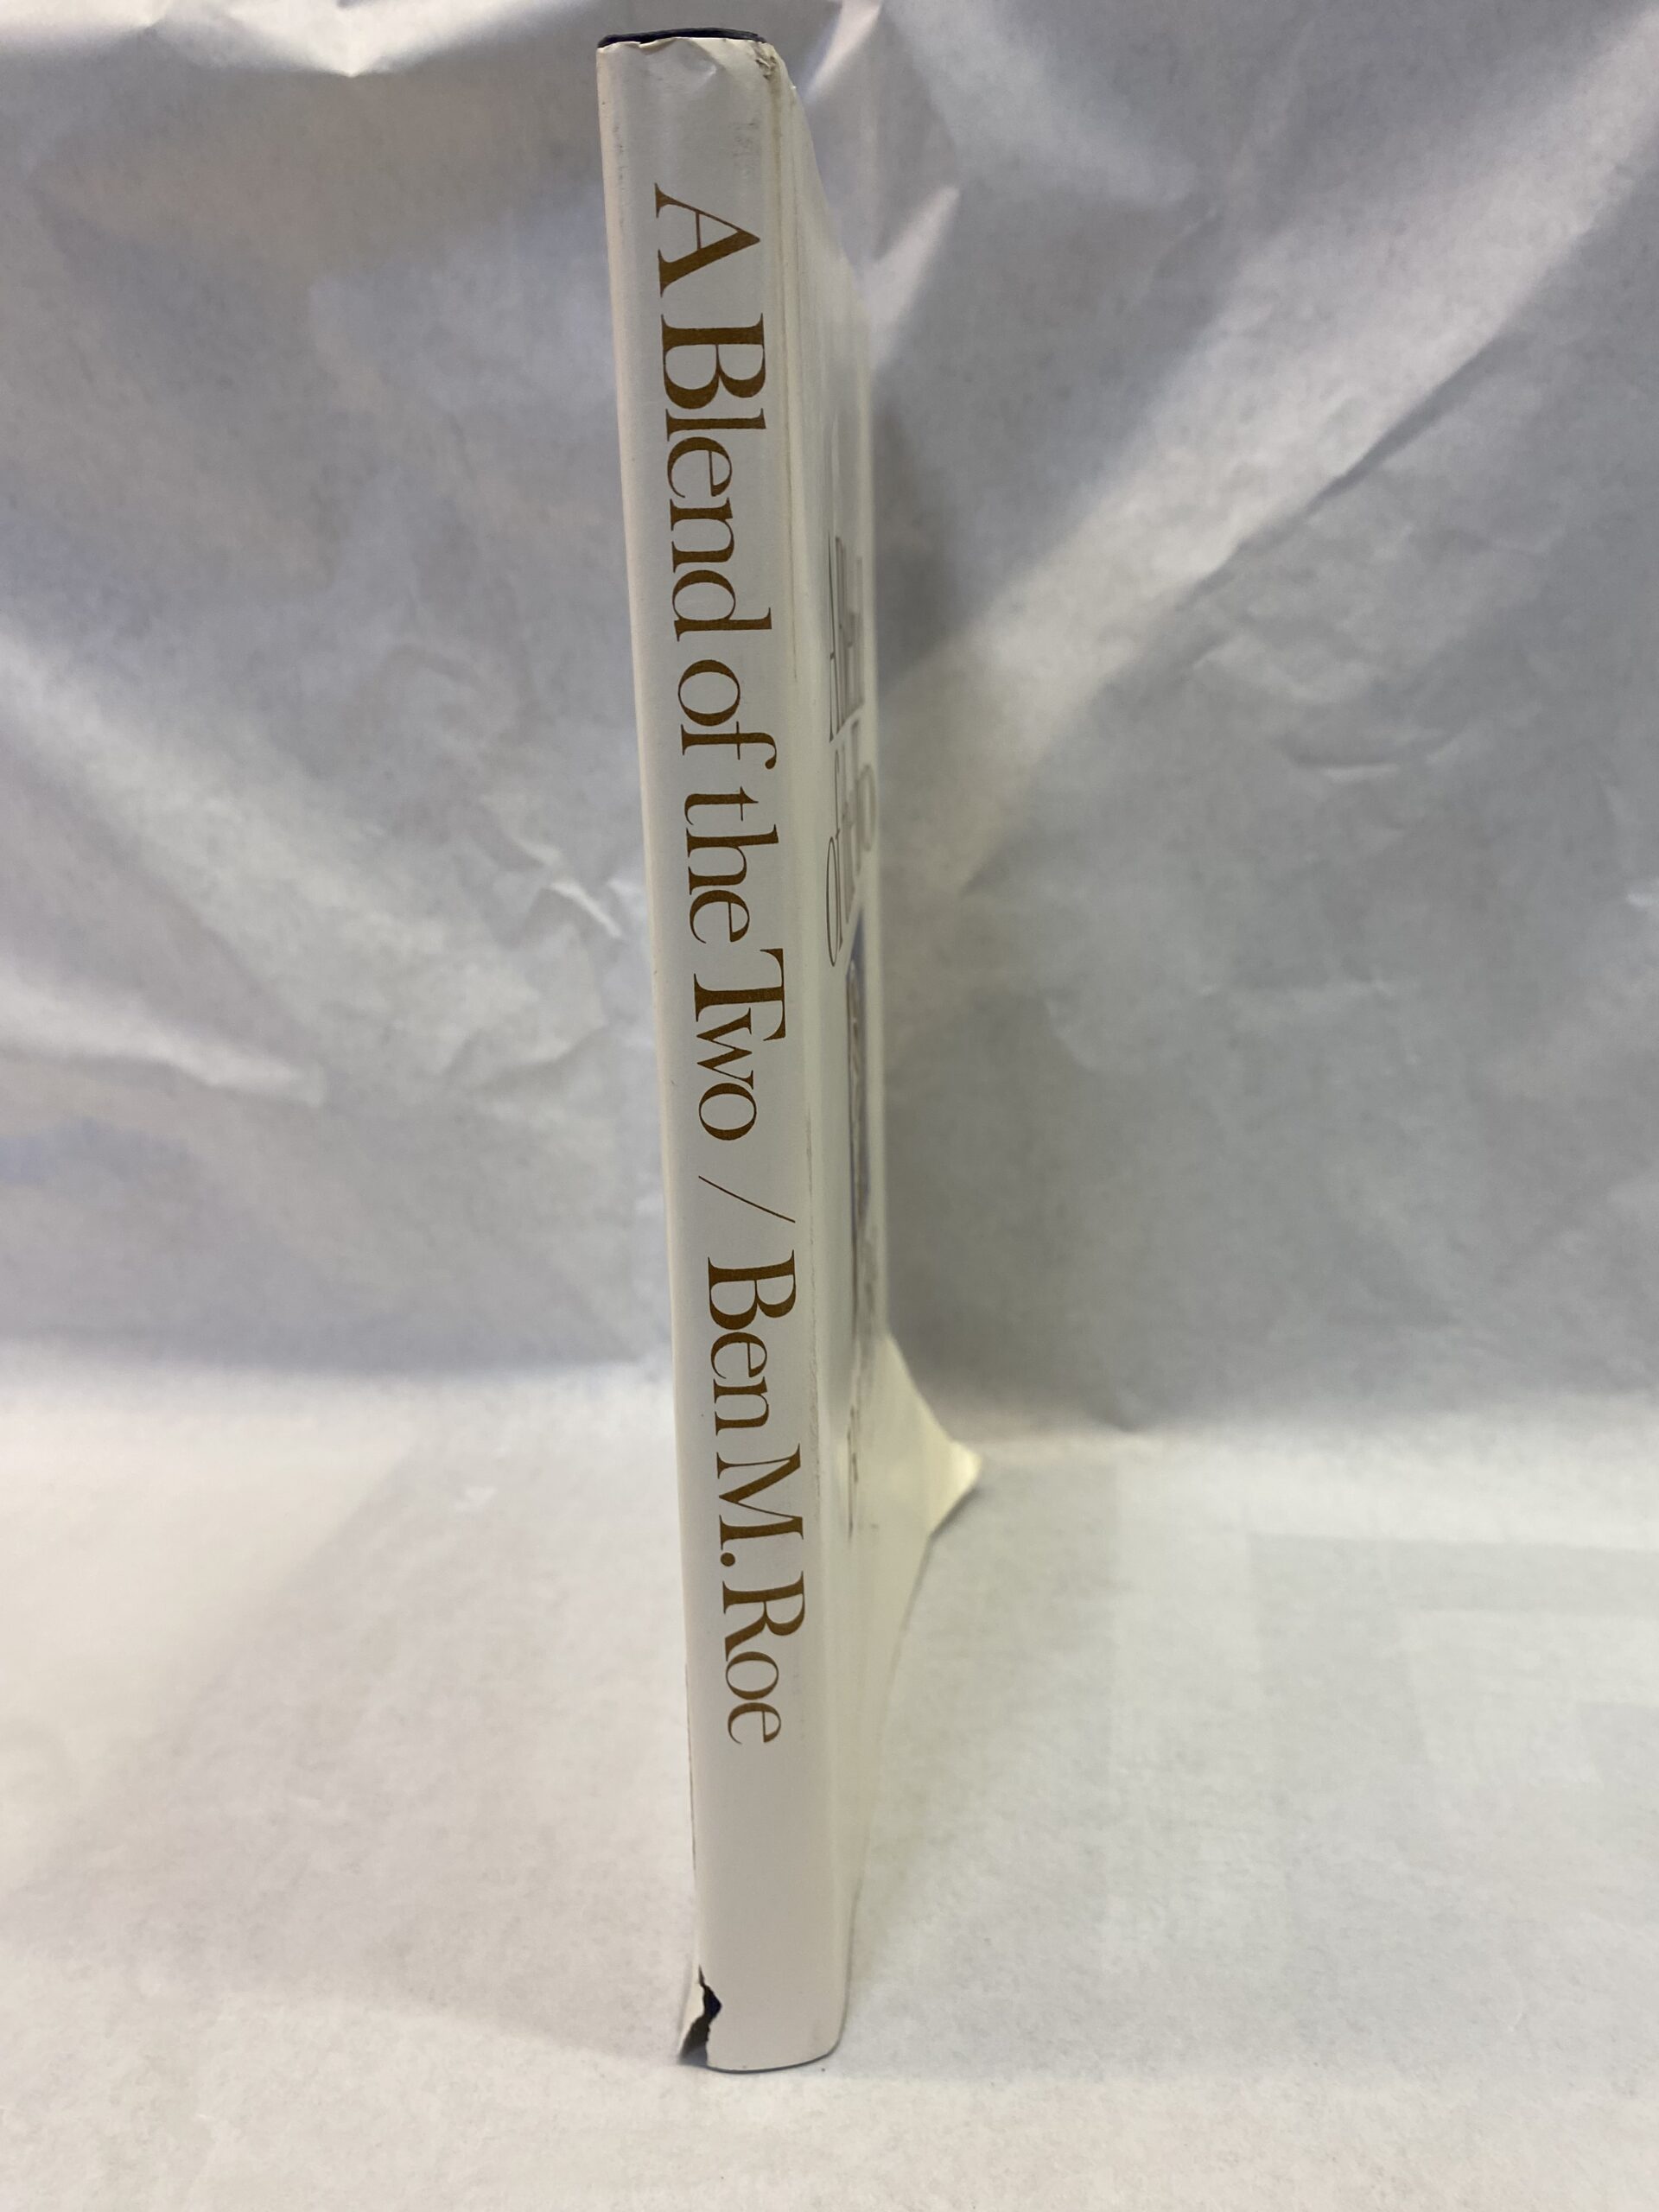 A Blend of the Two / Ben M. Roe